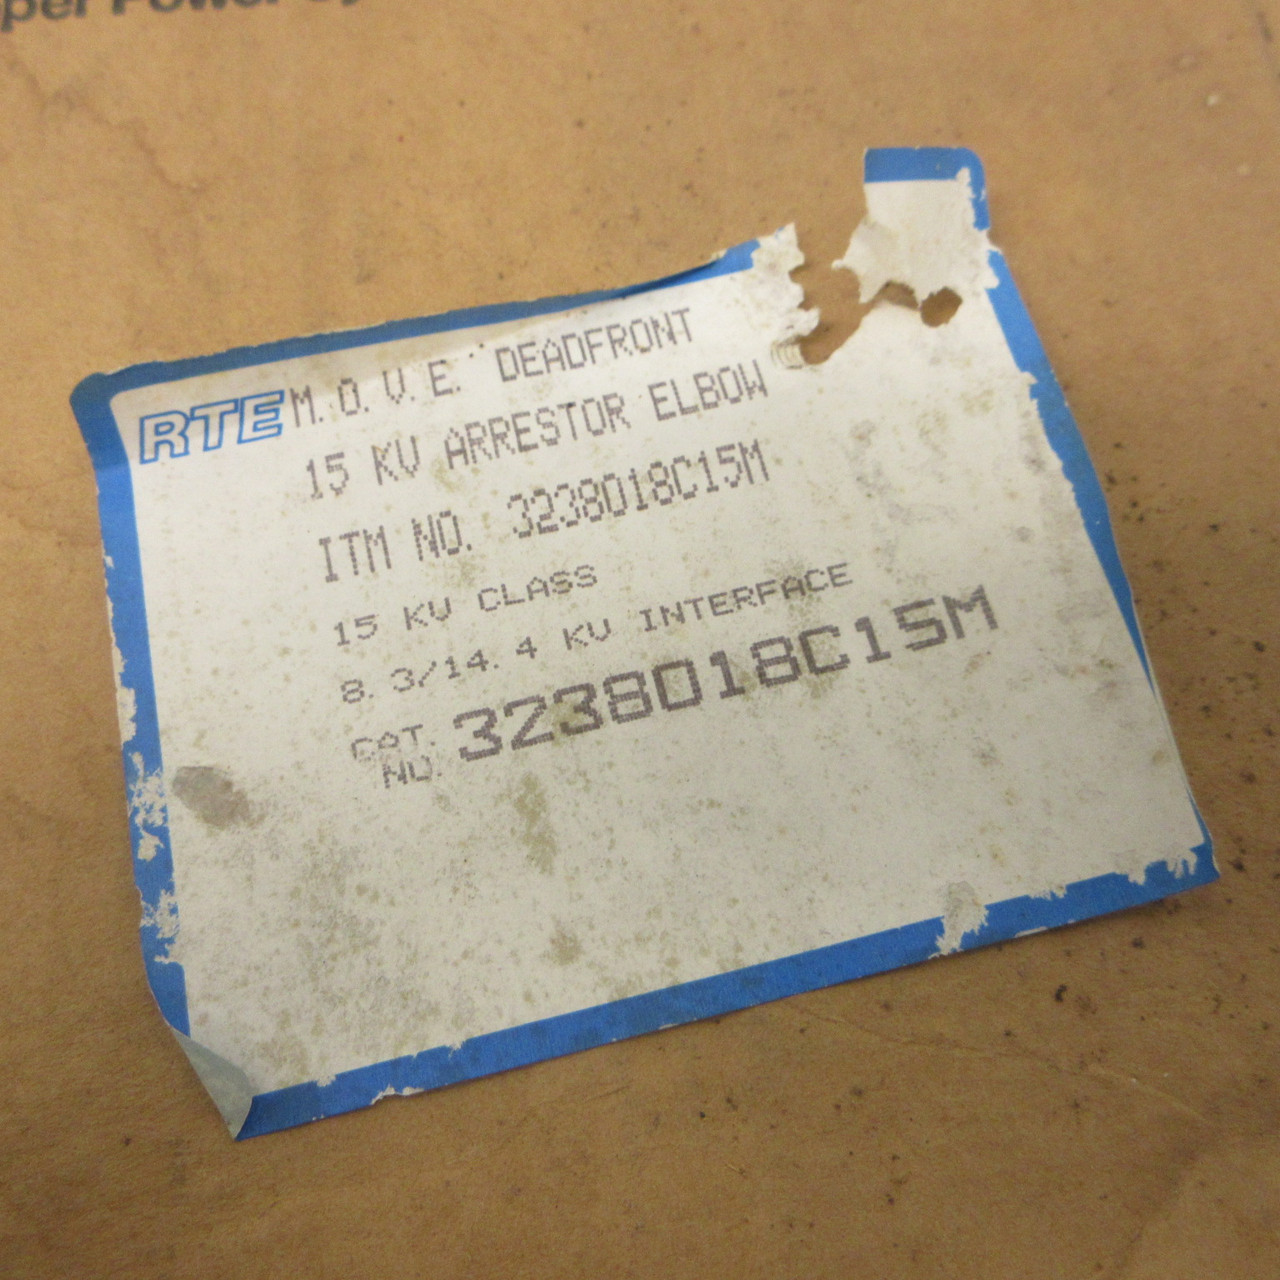 Power
RTE M.O.V.E. DEADFRONT
15 KV ARRESTOR ELBOW
ITM NO. 3238018C15M
15 KV CLASS
8.3/14.4 KV INTERFACE
CAT. NO. 3238018C15M